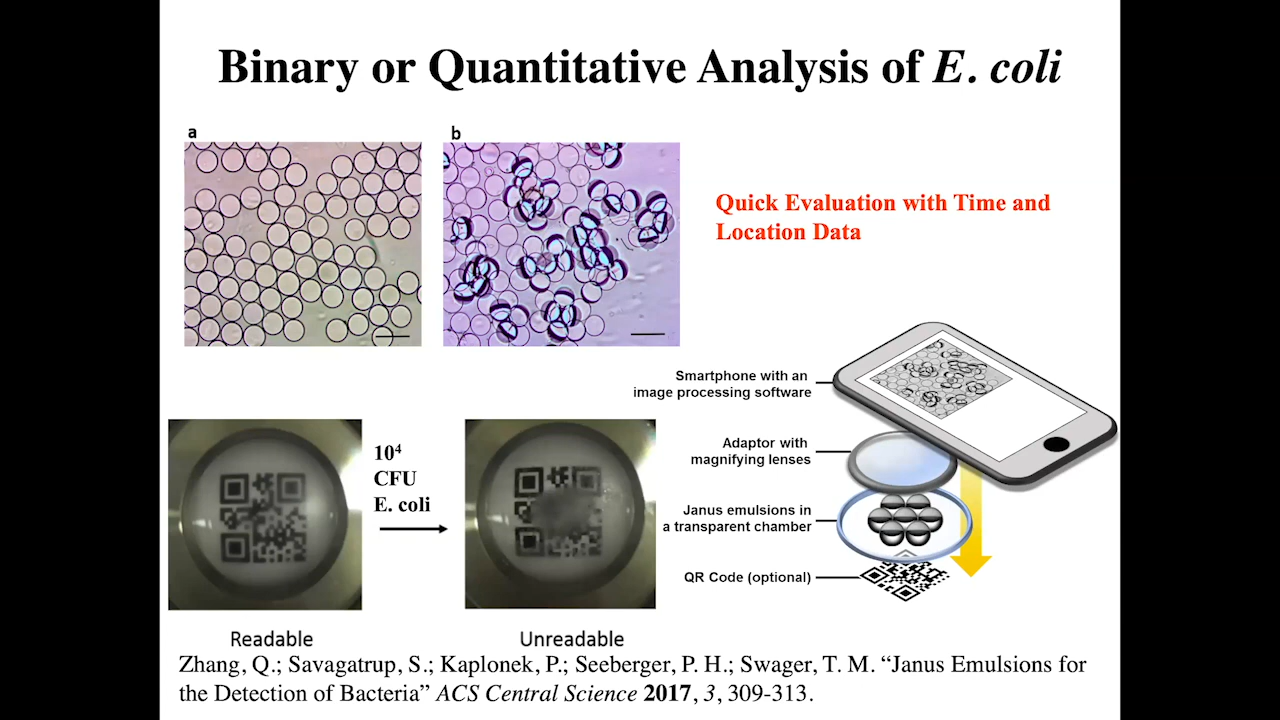 Binary or Quantitative Analysis of E. coli
a
b
Quick Evaluation with Time and
Location Data
Smartphone with an
image processing software
Adaptor with
magnifying lenses
Janus emulsions in
a transparent chamber
QR Code (optional)
10⁴
CFU
E. coli
Readable
Unreadable
Zhang, Q.; Savagatrup, S.; Kaplonek, P.; Seeberger, P. H.; Swager, T. M. “Janus Emulsions for
the Detection of Bacteria” ACS Central Science 2017, 3, 309-313.